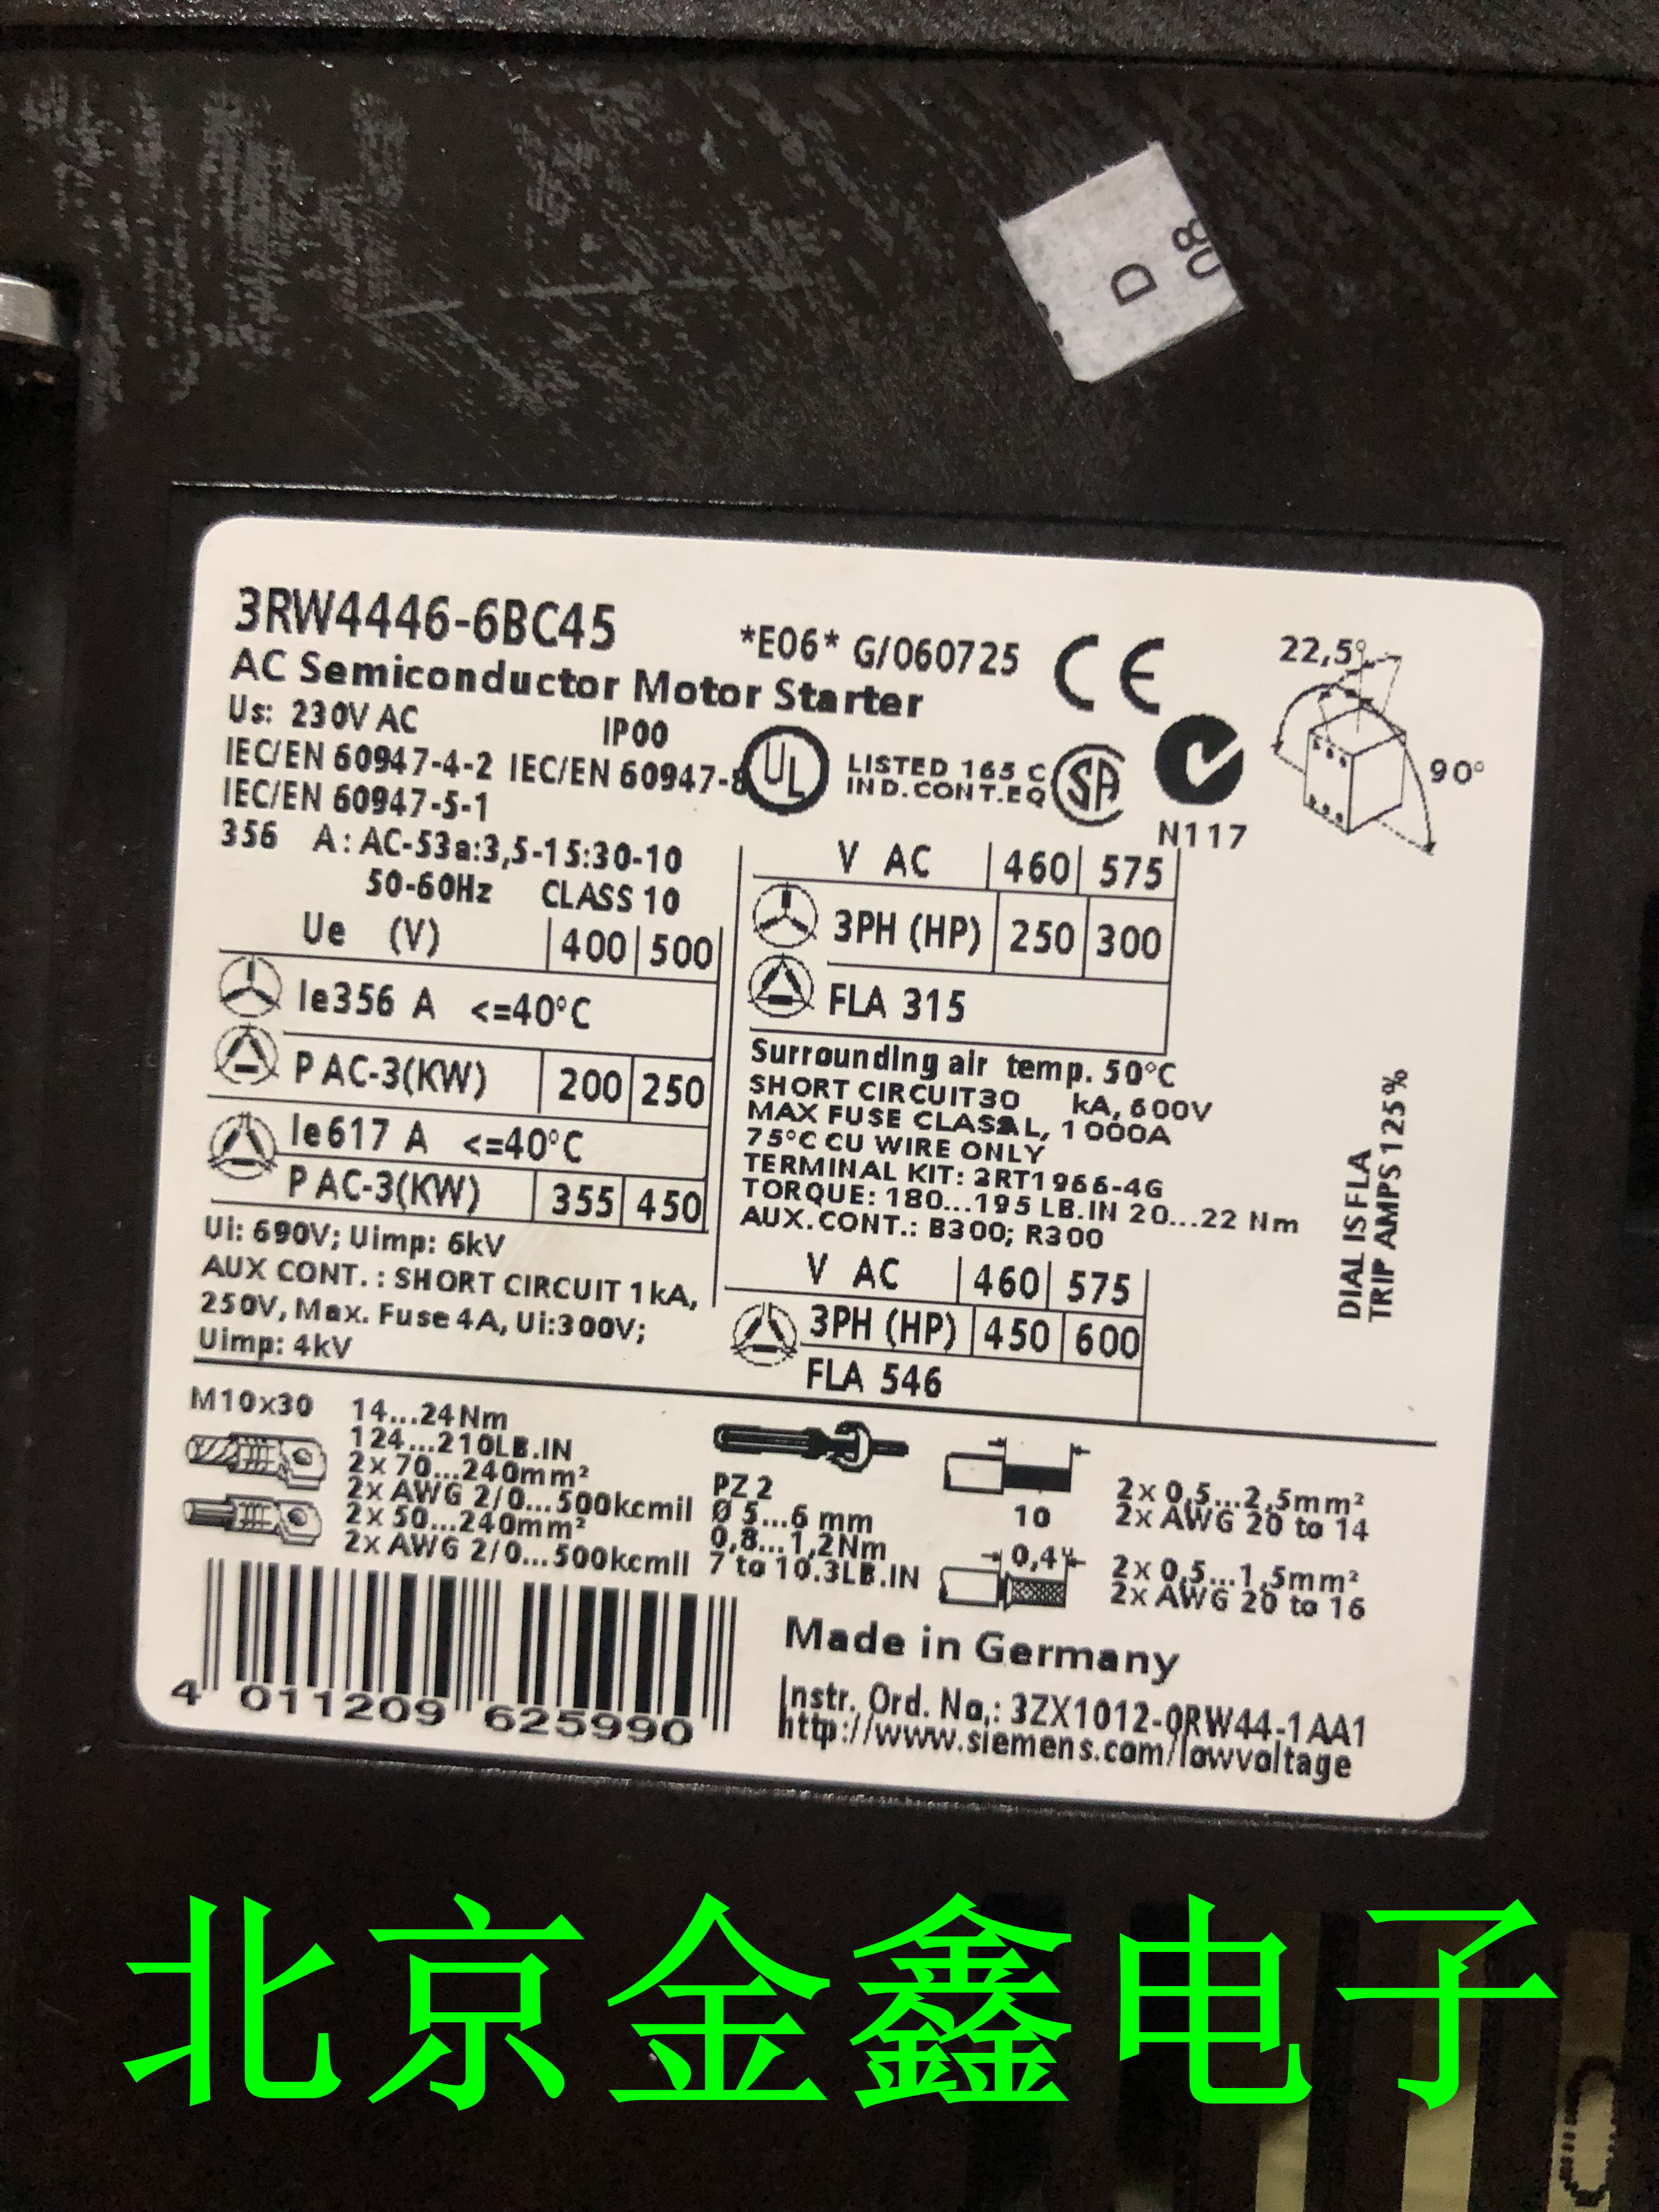 D
08
3RW4446-6BC45
*E06* G/060725
CE
22,5°
90°
AC Semiconductor Motor Starter
Us: 230V AC IP00
IEC/EN 60947-4-2 IEC/EN 60947-8
IEC/EN 60947-5-1
UL
LISTED 165 C
IND.CONT.EQ
SA
N117
356 A: AC-53a:3,5-15:30-10
50-60Hz CLASS 10
Ue (V) 400 500
Ie356 A <=40°C
P AC-3(KW) 200 250
Ie617 A <=40°C
P AC-3(KW) 355 450
Ui: 690V; Uimp: 6kV
AUX CONT. : SHORT CIRCUIT 1kA,
250V, Max. Fuse 4A, Ui:300V;
Uimp: 4kV
V AC 460 575
3PH (HP) 250 300
FLA 315
Surrounding air temp. 50°C
SHORT CIRCUIT30 kA, 600V
MAX FUSE L, 1000A
75°C CU WIRE ONLY
TERMINAL KIT: 3RT1966-4G
TORQUE: 180...195 LB.IN 20...22 Nm
AUX.CONT.: B300; R300
V AC 460 575
3PH (HP) 450 600
FLA 546
DIAL IS FLA
TRIP AMPS 125%
M10x30 14...24Nm
124...210LB.IN
2x 70...240mm²
2x AWG 2/0...500kcmil
2x 50...240mm²
2x AWG 2/0...500kcmil
PZ 2
Ø 5...6 mm
0,8...1,2Nm
7 to 10.3LB.IN
10
2x 0,5...2,5mm²
2x AWG 20 to 14
0,4
2x 0,5...1,5mm²
2x AWG 20 to 16
4 011209 625990
Made in Germany
Instr. Ord. No.: 3ZX1012-0RW44-1AA1
http://www.siemens.com/lowvoltage
北京金鑫电子